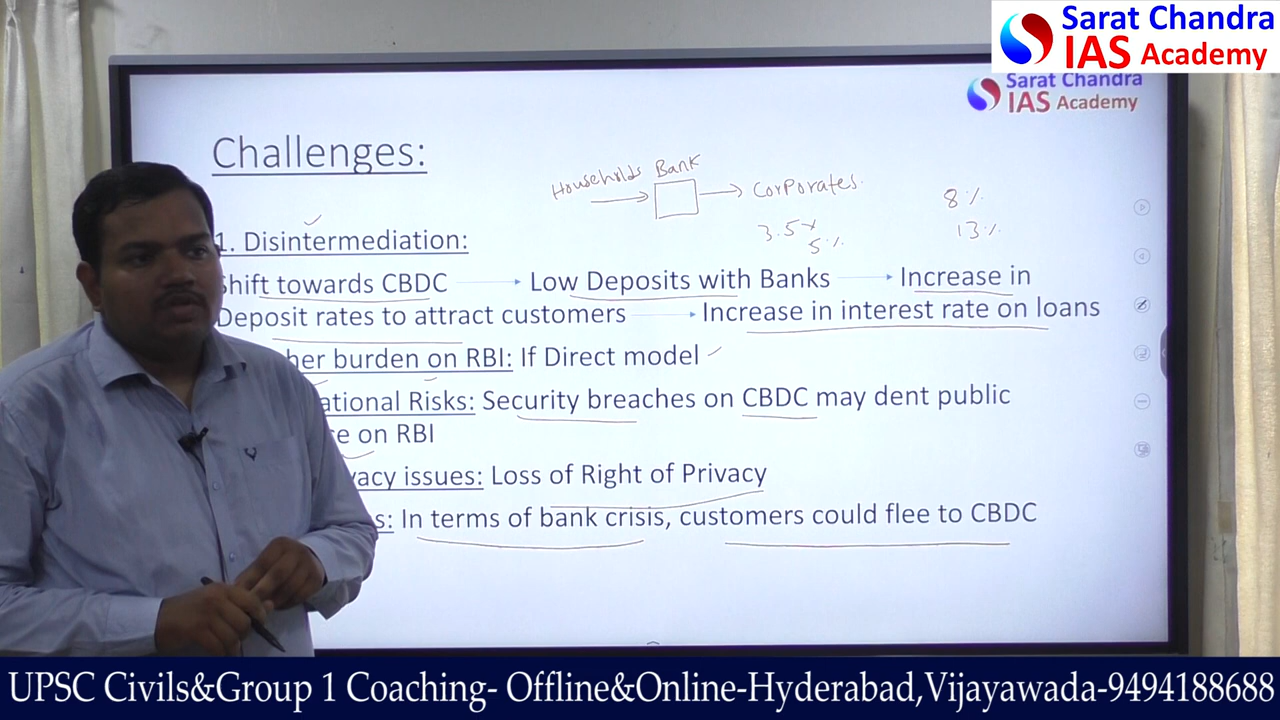 Sarat Chandra
IAS Academy
Sarat Chandra
IAS Academy
Challenges:
Households Bank
Corporates.
8%
3.5%
13%
5%
1. Disintermediation:
Shift towards CBDC Low Deposits with Banks Increase in
Deposit rates to attract customers Increase in interest rate on loans
burden on RBI: If Direct model
Risks: Security breaches on CBDC may dent public
on RBI
issues: Loss of Right of Privacy
In terms of bank crisis, customers could flee to CBDC
UPSC Civils&Group 1 Coaching- Offline&Online-Hyderabad,Vijayawada-9494188688